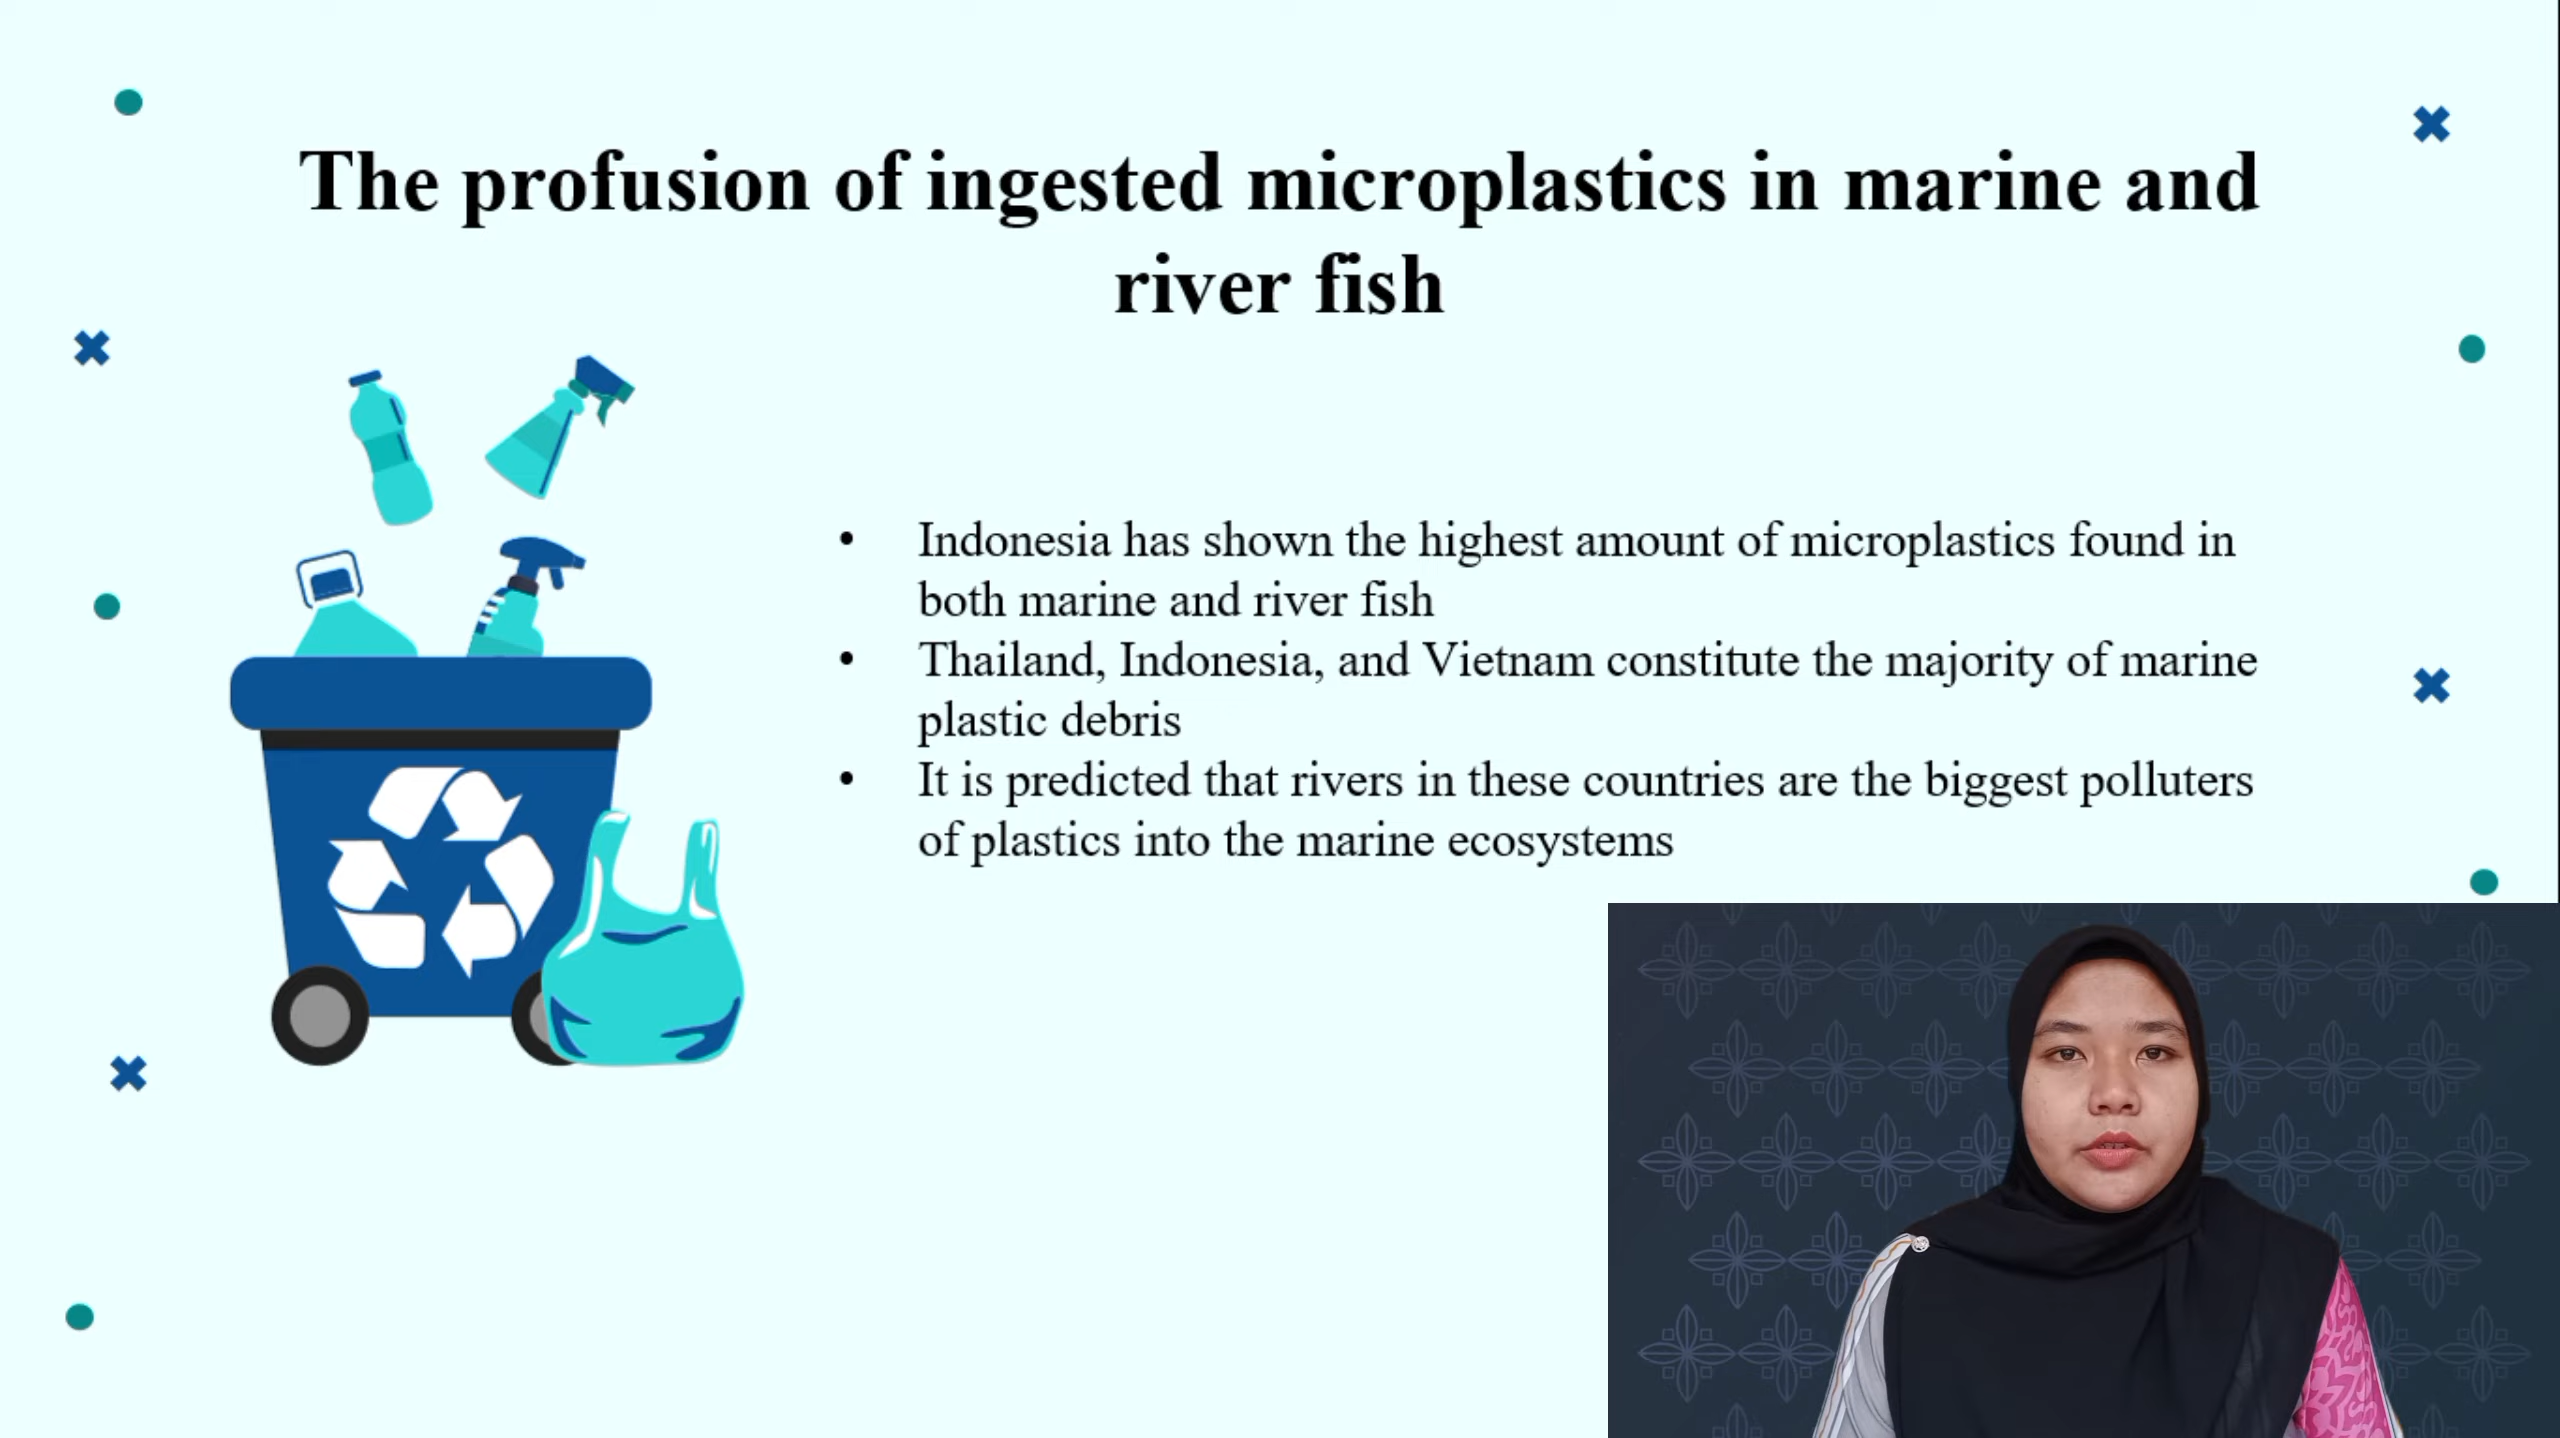 The profusion of ingested microplastics in marine and
river fish
• Indonesia has shown the highest amount of microplastics found in
both marine and river fish
• Thailand, Indonesia, and Vietnam constitute the majority of marine
plastic debris
• It is predicted that rivers in these countries are the biggest polluters
of plastics into the marine ecosystems